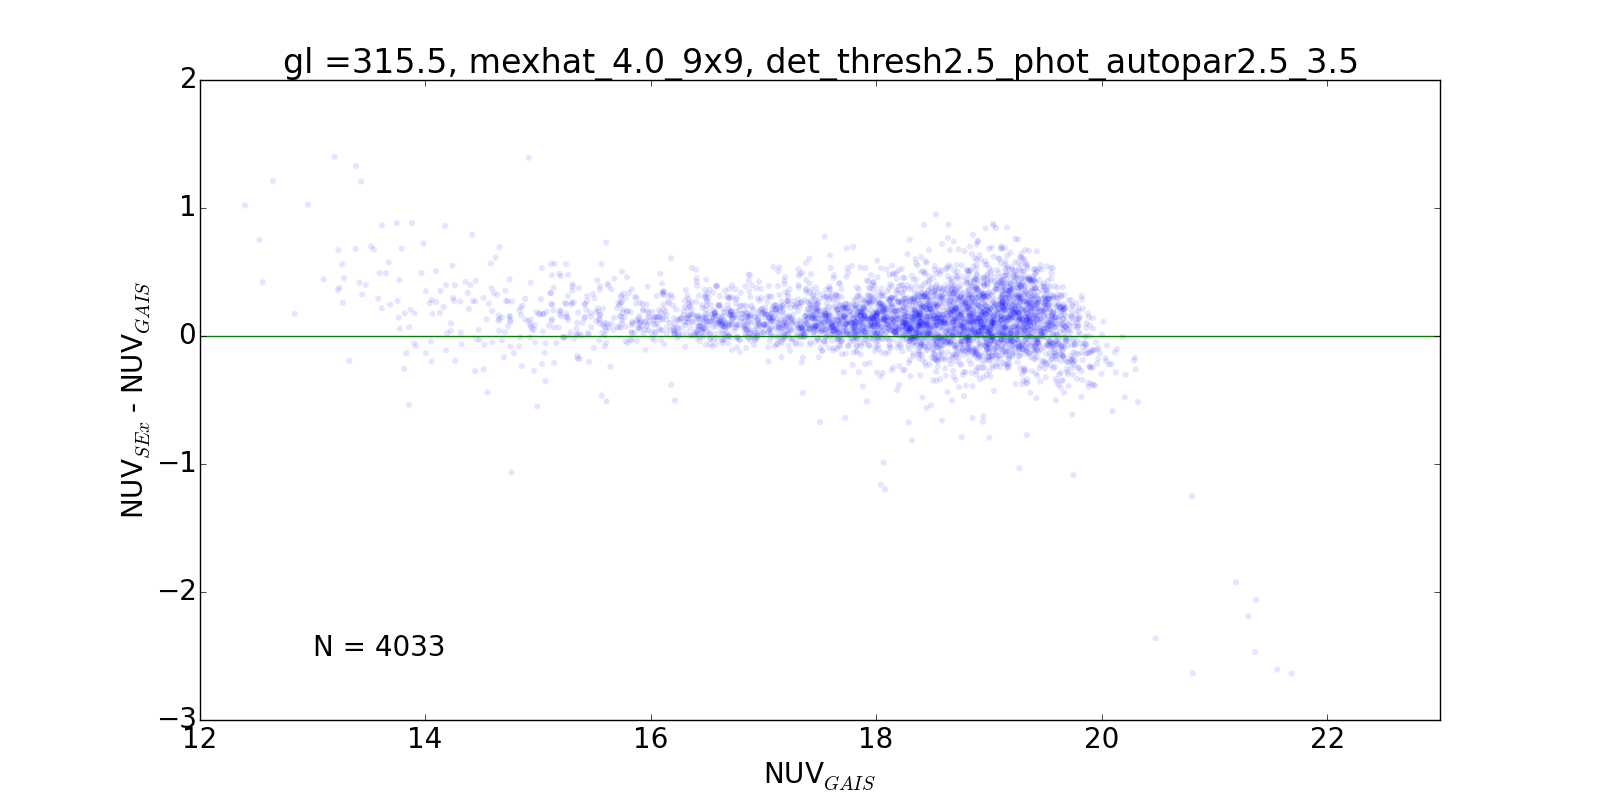 gl =315.5, mexhat_4.0_9x9, det_thresh2.5_phot_autopar2.5_3.5
2
1
0
−1
−2
−3
NUV_SEx - NUV_GAIS
N = 4033
12 14 16 18 20 22
NUV_GAIS